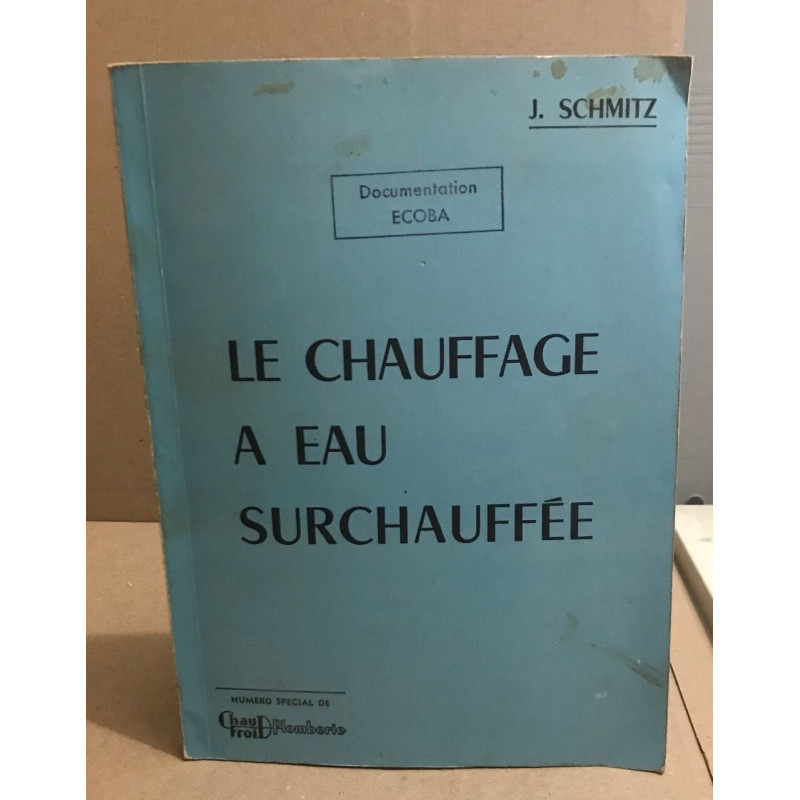 J. SCHMITZ
Documentation
ECOBA
LE CHAUFFAGE
A EAU
SURCHAUFFÉE
NUMERO SPECIAL DE
Chaud
froid Plomberie